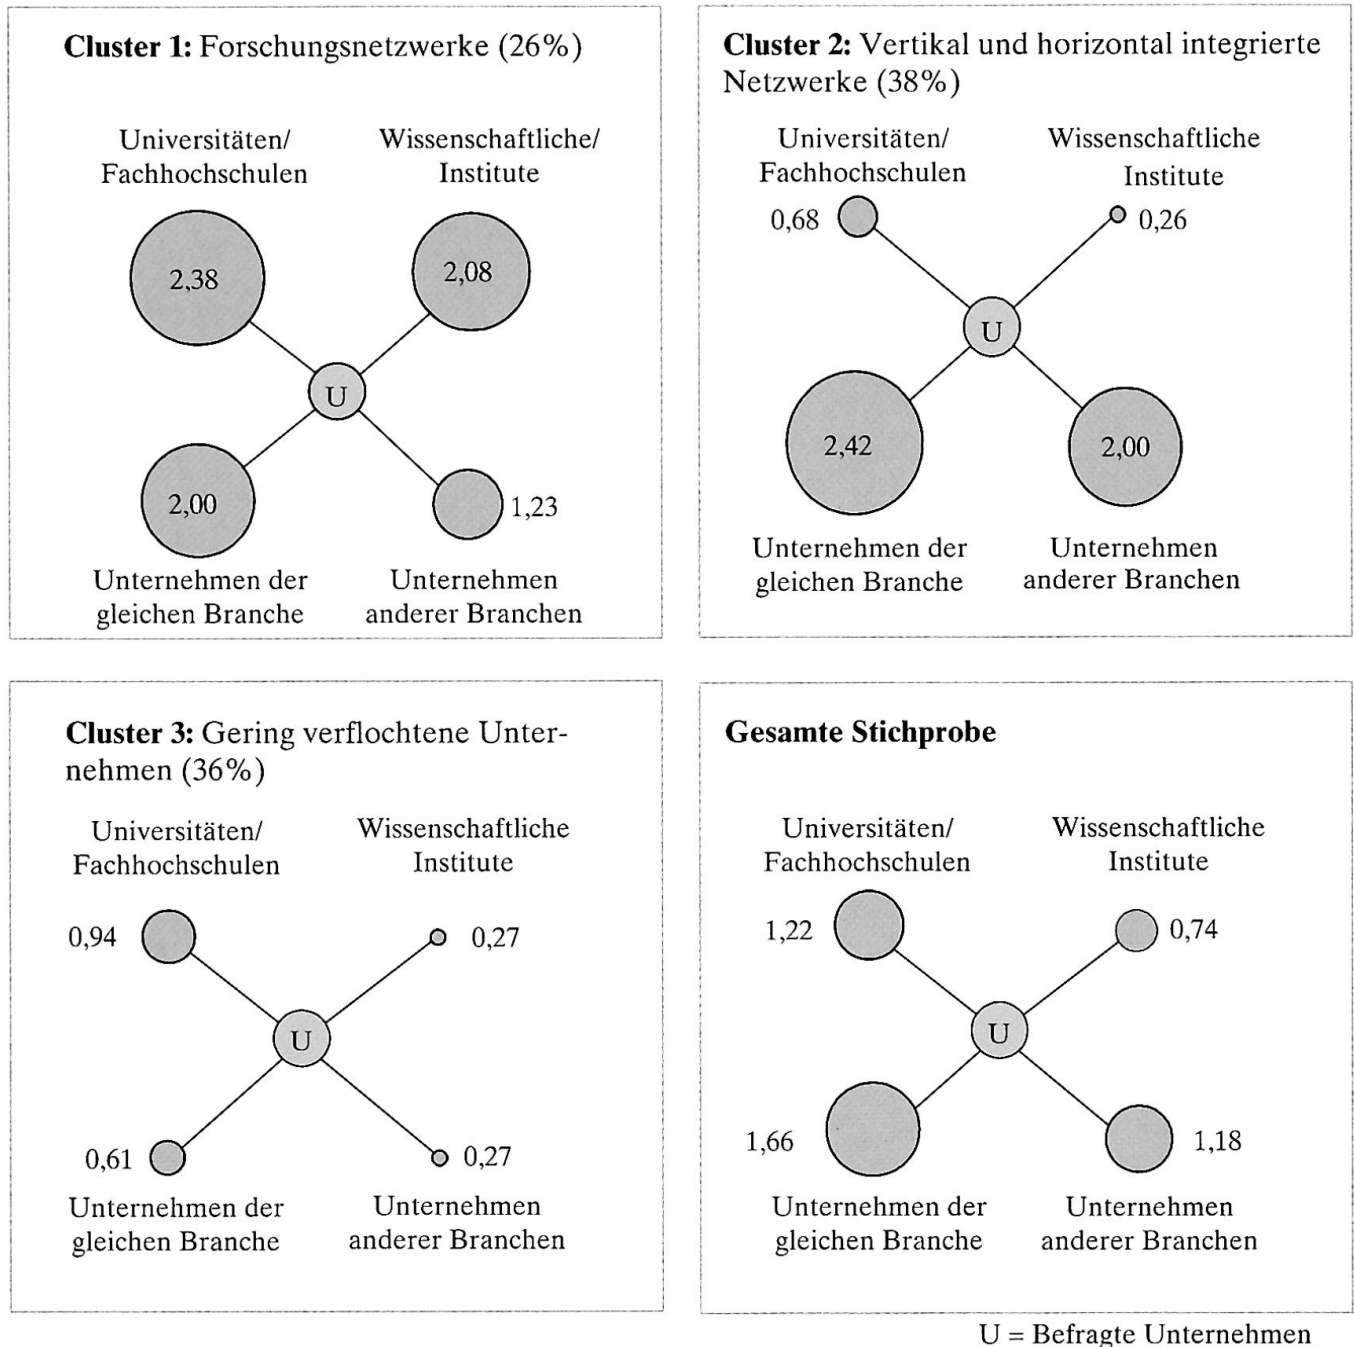 Cluster 1: Forschungsnetzwerke (26%)
Universitäten/
Fachhochschulen
Wissenschaftliche/
Institute
2,38
2,08
U
2,00
1,23
Unternehmen der
gleichen Branche
Unternehmen
anderer Branchen
Cluster 2: Vertikal und horizontal integrierte
Netzwerke (38%)
Universitäten/
Fachhochschulen
Wissenschaftliche
Institute
0,68
0,26
U
2,42
2,00
Unternehmen der
gleichen Branche
Unternehmen
anderer Branchen
Cluster 3: Gering verflochtene Unter-
nehmen (36%)
Universitäten/
Fachhochschulen
Wissenschaftliche
Institute
0,94
0,27
U
0,61
0,27
Unternehmen der
gleichen Branche
Unternehmen
anderer Branchen
Gesamte Stichprobe
Universitäten/
Fachhochschulen
Wissenschaftliche
Institute
1,22
0,74
U
1,66
1,18
Unternehmen der
gleichen Branche
Unternehmen
anderer Branchen
U = Befragte Unternehmen